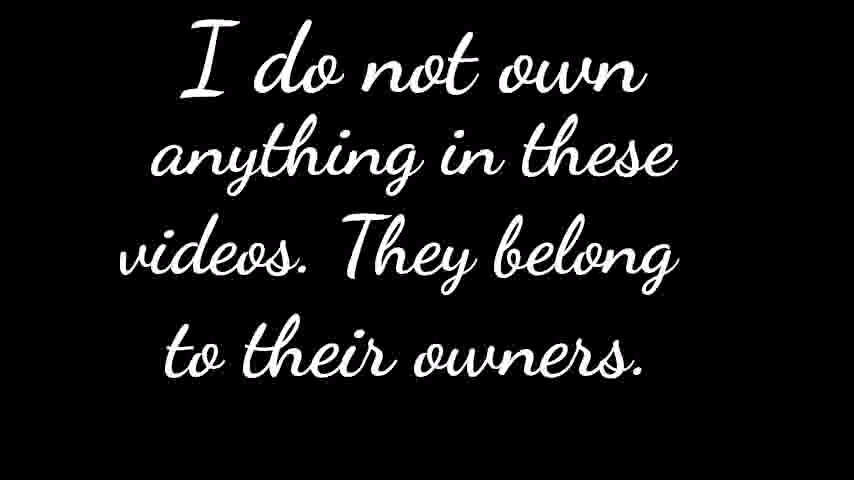 I do not own
anything in these
videos. They belong
to their owners.